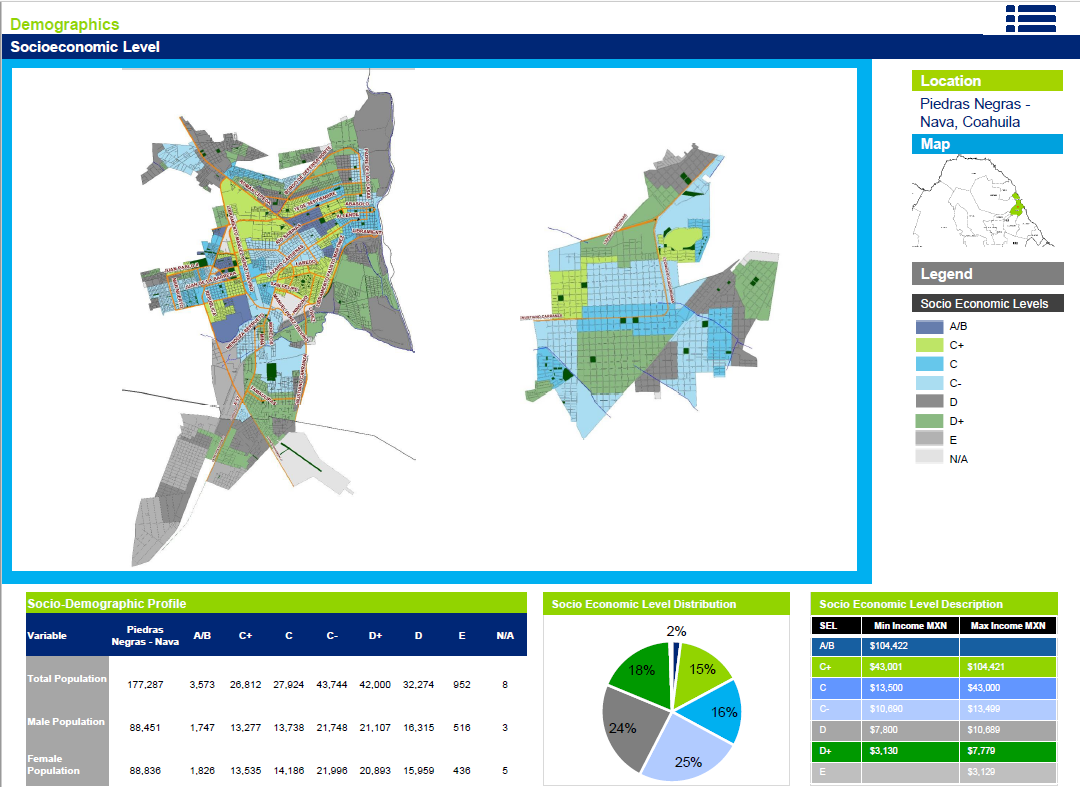 Demographics
Socioeconomic Level
Location
Piedras Negras -
Nava, Coahuila
Map
Legend
Socio Economic Levels
A/B
C+
C
C-
D
D+
E
N/A
Socio-Demographic Profile
Variable Piedras Negras - Nava A/B C+ C C- D+ D E N/A
Total Population 177,287 3,573 26,812 27,924 43,744 42,000 32,274 952 8
Male Population 88,451 1,747 13,277 13,738 21,748 21,107 16,315 516 3
Female Population 88,836 1,826 13,535 14,186 21,996 20,893 15,959 436 5
Socio Economic Level Distribution
2%
15%
16%
25%
24%
18%
Socio Economic Level Description
SEL Min Income MXN Max Income MXN
A/B $104,422
C+ $43,001 $104,421
C $13,500 $43,000
C- $10,690 $13,499
D $7,800 $10,689
D+ $3,130 $7,779
E $3,129